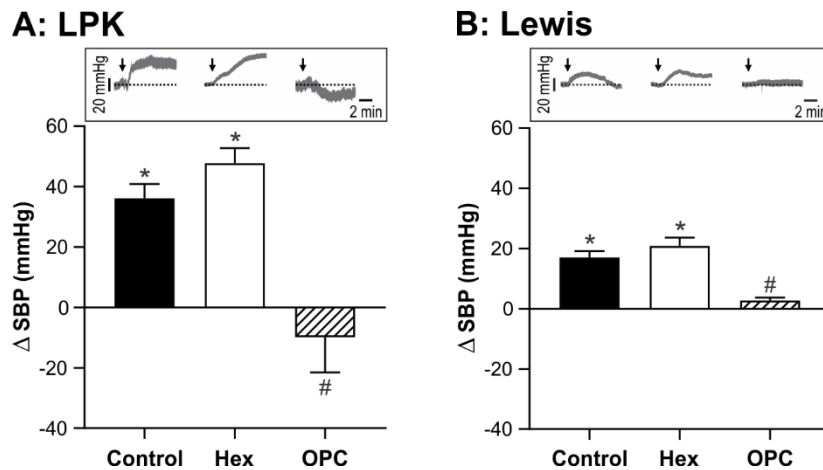 A: LPK
20 mmHg
2 min
Δ SBP (mmHg)
60
*
*
40
20
0
-20
#
-40
Control Hex OPC
B: Lewis
20 mmHg
2 min
Δ SBP (mmHg)
60
40
*
*
20
#
0
-20
-40
Control Hex OPC